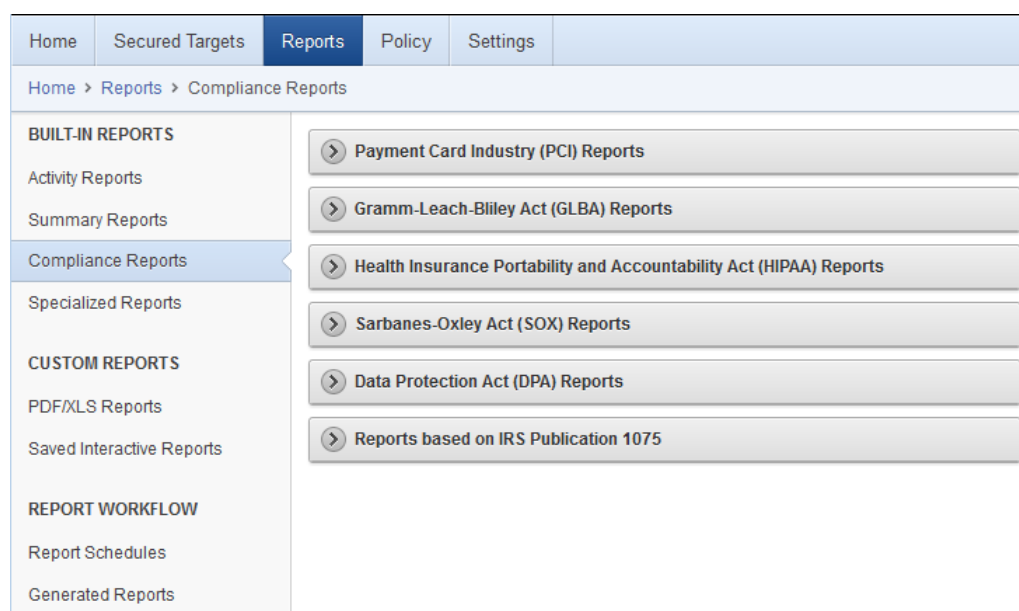 Home Secured Targets Reports Policy Settings
Home > Reports > Compliance Reports
BUILT-IN REPORTS
Activity Reports
Summary Reports
Compliance Reports
Specialized Reports
CUSTOM REPORTS
PDF/XLS Reports
Saved Interactive Reports
REPORT WORKFLOW
Report Schedules
Generated Reports
Payment Card Industry (PCI) Reports
Gramm-Leach-Bliley Act (GLBA) Reports
Health Insurance Portability and Accountability Act (HIPAA) Reports
Sarbanes-Oxley Act (SOX) Reports
Data Protection Act (DPA) Reports
Reports based on IRS Publication 1075